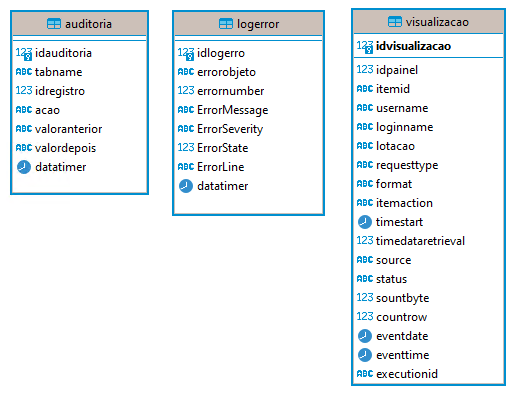 auditoria
123 idauditoria
ABC tabname
123 idregistro
ABC acao
ABC valoranterior
ABC valordepois
datatimer
logerror
123 idlogerro
ABC errorobjeto
123 errornumber
ABC ErrorMessage
ABC ErrorSeverity
123 ErrorState
ABC ErrorLine
datatimer
visualizacao
123 idvisualizacao
123 idpainel
ABC itemid
ABC username
ABC loginname
ABC lotacao
ABC requesttype
ABC format
ABC itemaction
timestart
123 timedataretrieval
ABC source
ABC status
123 sountbyte
123 countrow
eventdate
eventtime
ABC executionid